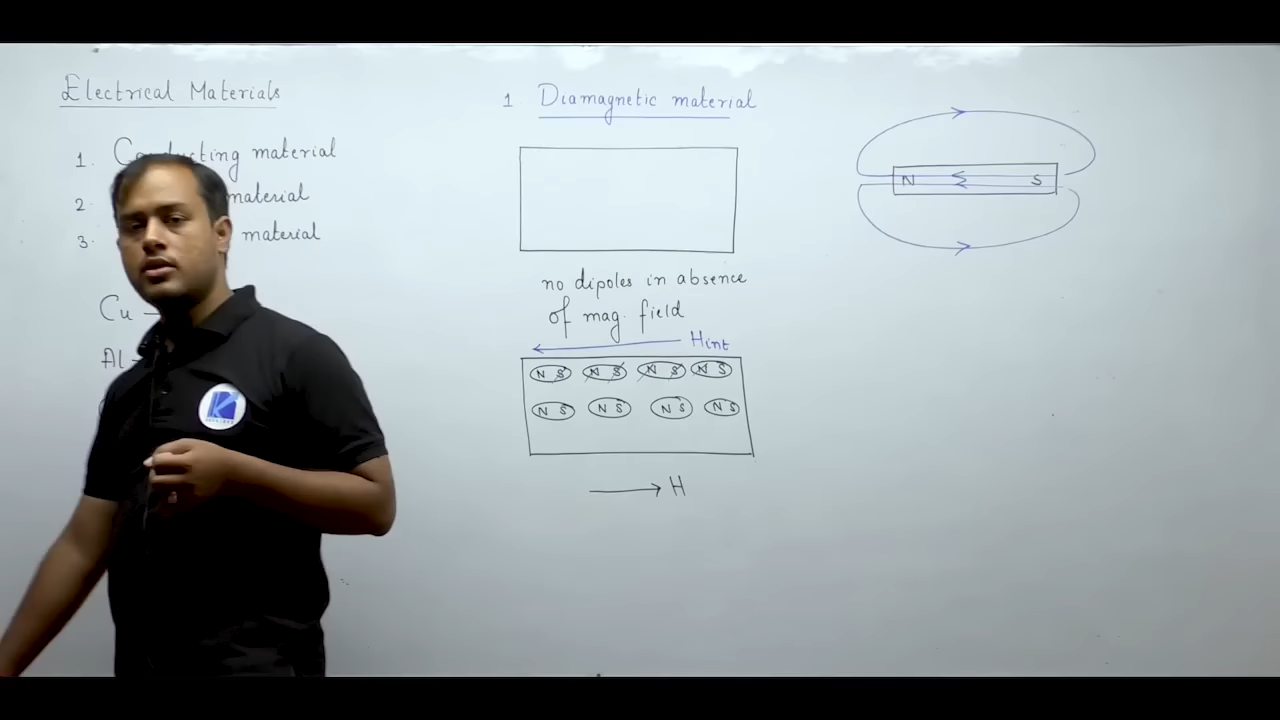 Electrical Materials
1. Conducting material
2. material
3. material
Cu –
Al –
1. Diamagnetic material
no dipoles in absence
of mag. field
Hint
N S N S N S N S
N S N S N S N S
H
N S